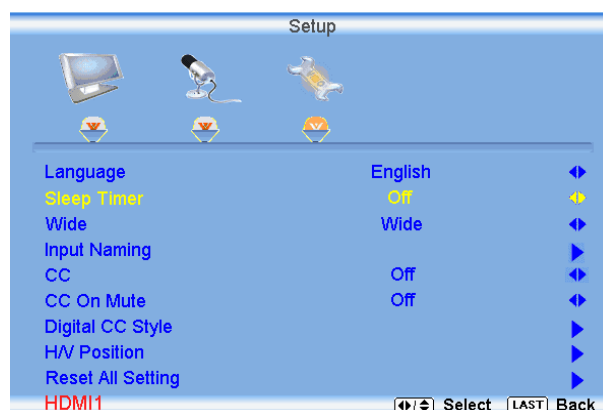 Setup
Language English
Sleep Timer Off
Wide Wide
Input Naming
CC Off
CC On Mute Off
Digital CC Style
H/V Position
Reset All Setting
HDMI1 Select LAST Back